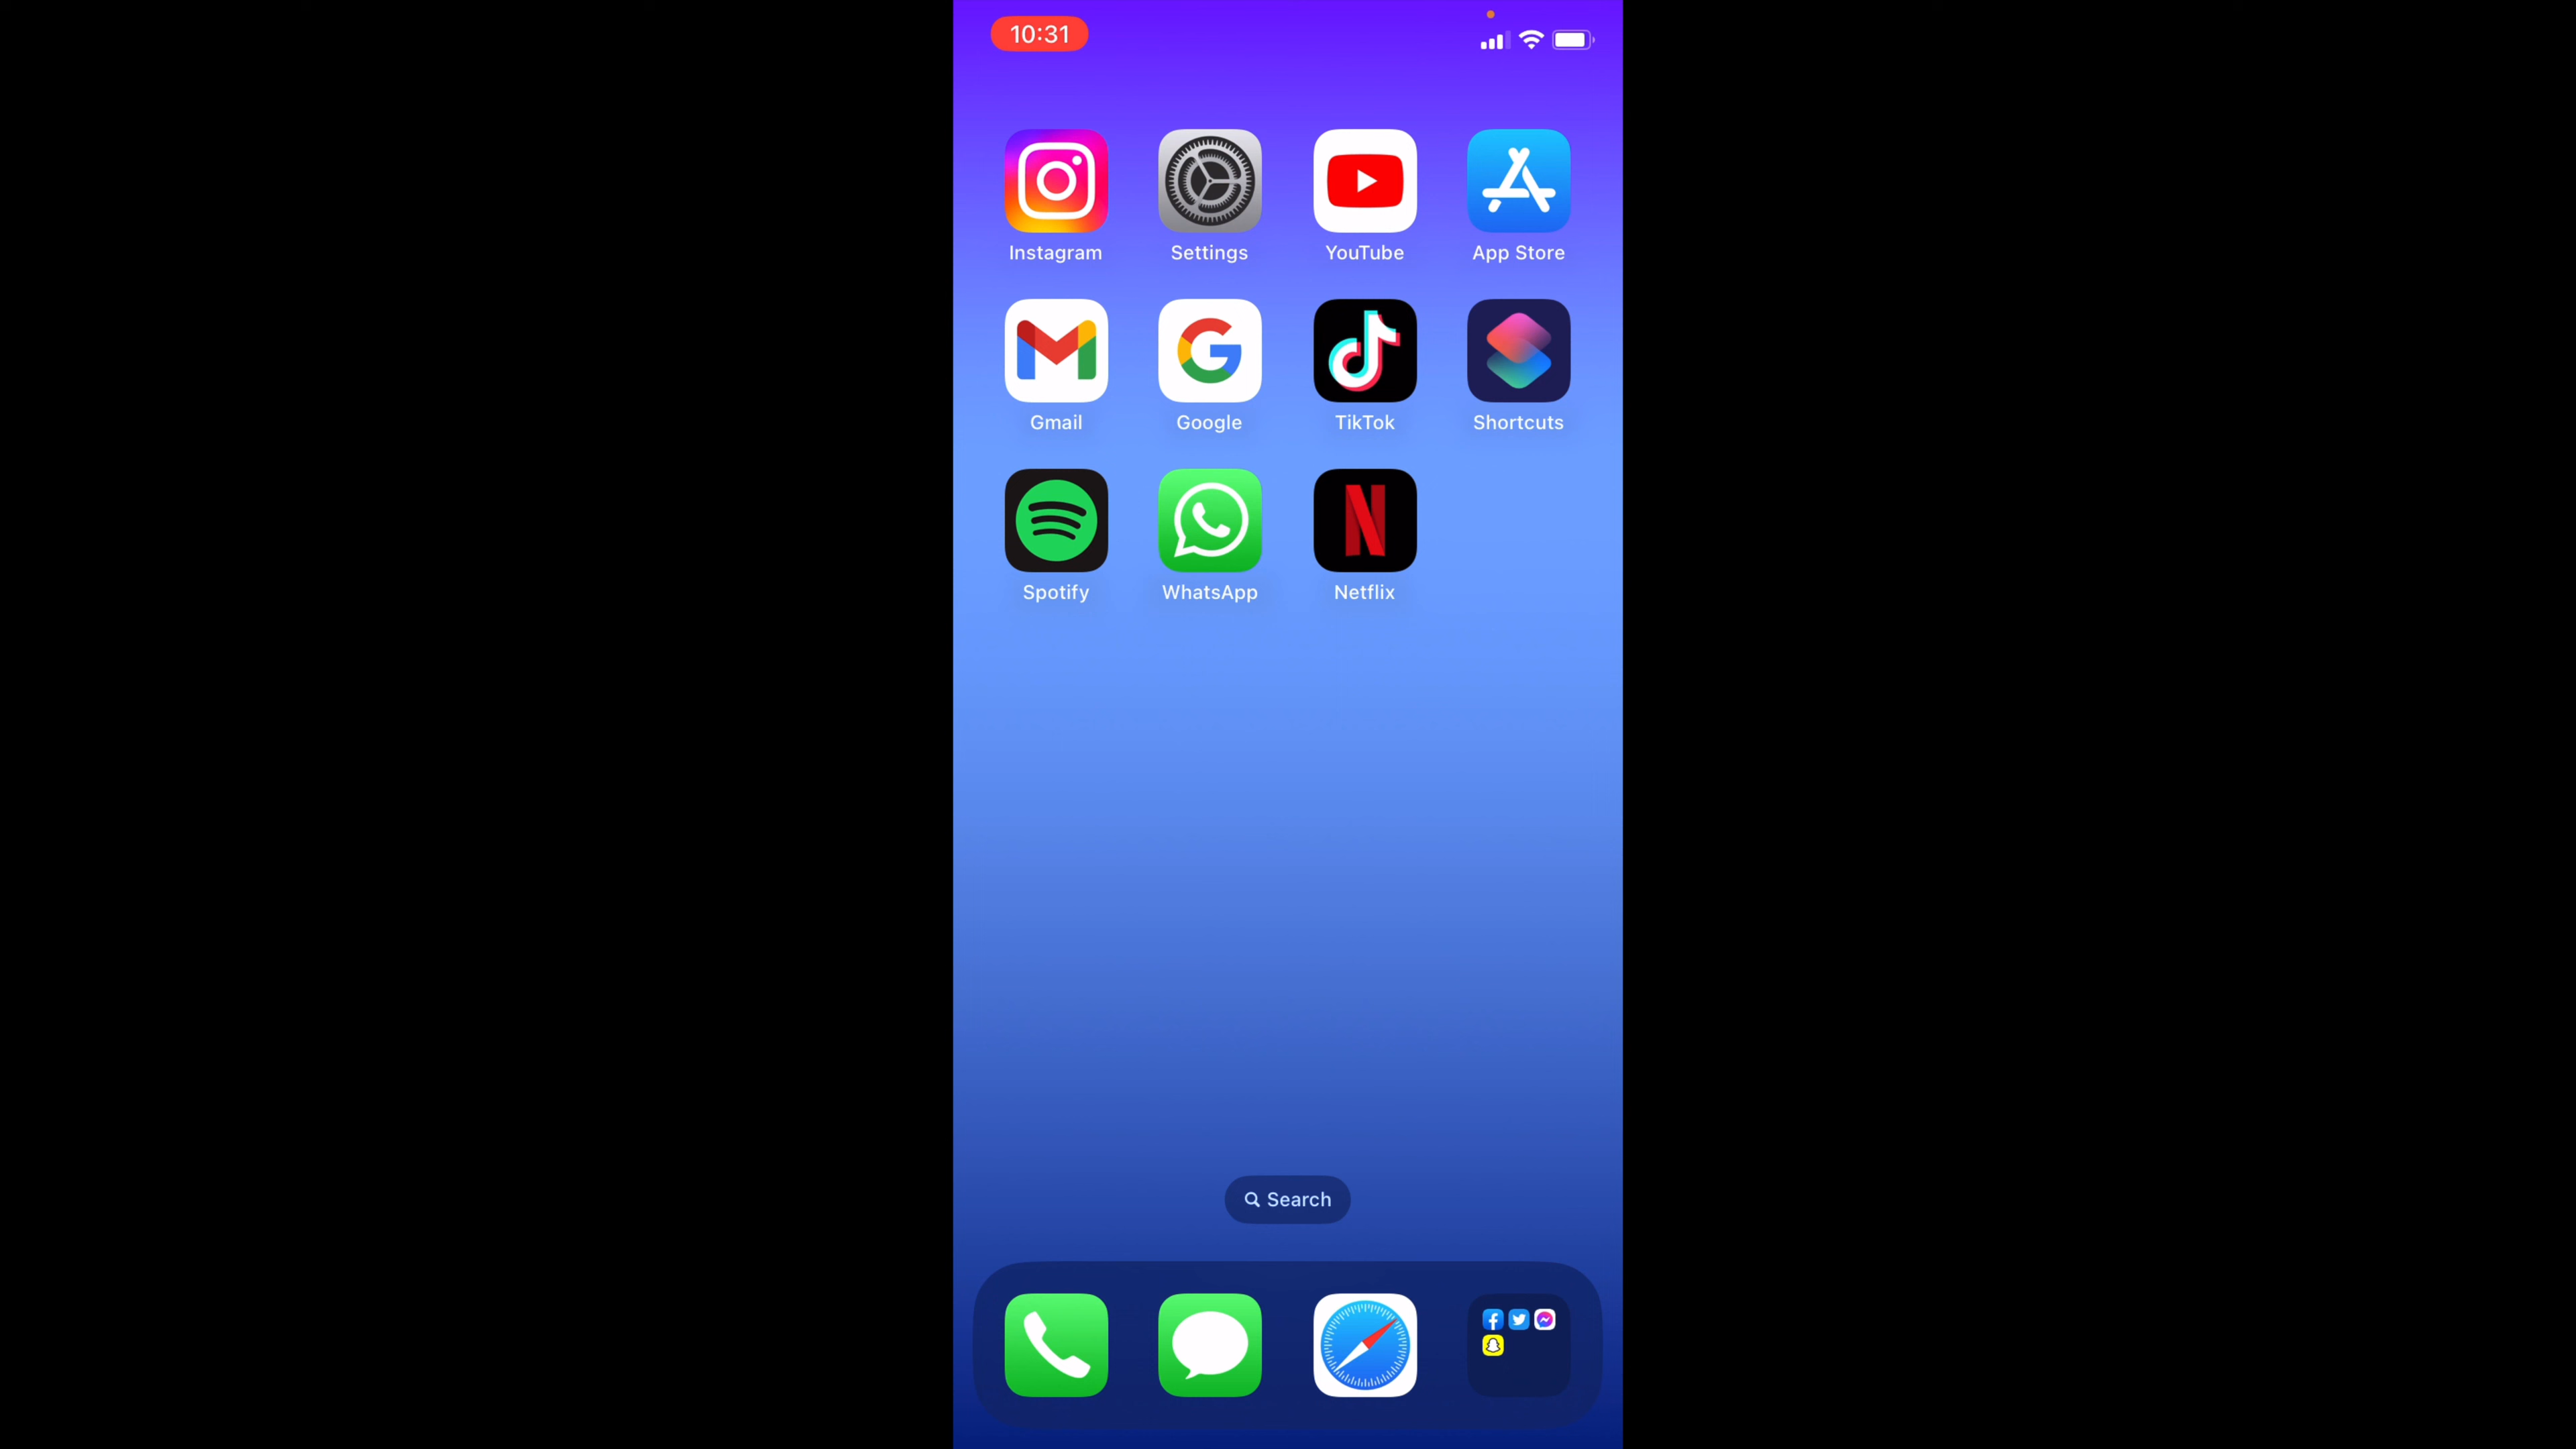 10:31
Instagram Settings YouTube App Store
Gmail Google TikTok Shortcuts
Spotify WhatsApp Netflix
Search